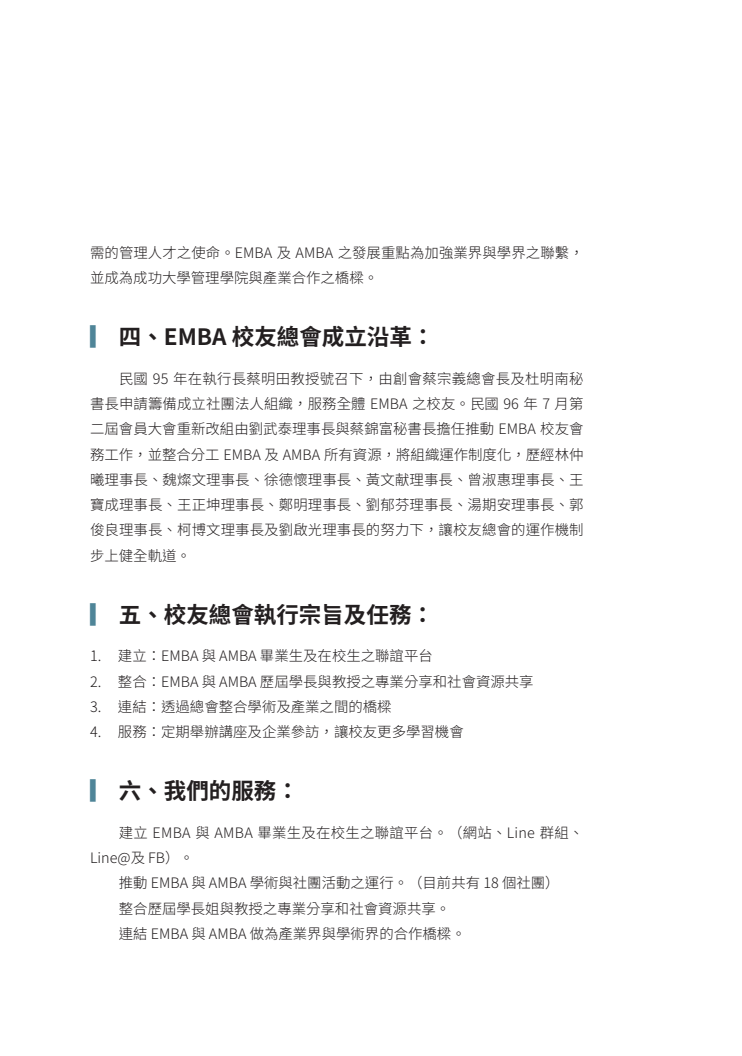 需的管理人才之使命。EMBA 及 AMBA 之發展重點為加強業界與學界之聯繫，
並成為成功大學管理學院與產業合作之橋樑。
四、EMBA 校友總會成立沿革：
民國 95 年在執行長蔡明田教授號召下，由創會蔡宗義總會長及杜明南秘
書長申請籌備成立社團法人組織，服務全體 EMBA 之校友。民國 96 年 7 月第
二屆會員大會重新改組由劉武泰理事長與蔡錦富秘書長擔任推動 EMBA 校友會
務工作，並整合分工 EMBA 及 AMBA 所有資源，將組織運作制度化，歷經林仲
曦理事長、魏燦文理事長、徐德懷理事長、黃文献理事長、曾淑惠理事長、王
寶成理事長、王正坤理事長、鄭明理事長、劉郁芬理事長、湯期安理事長、郭
俊良理事長、柯博文理事長及劉啟光理事長的努力下，讓校友總會的運作機制
步上健全軌道。
五、校友總會執行宗旨及任務：
1. 建立：EMBA 與 AMBA 畢業生及在校生之聯誼平台
2. 整合：EMBA 與 AMBA 歷屆學長與教授之專業分享和社會資源共享
3. 連結：透過總會整合學術及產業之間的橋樑
4. 服務：定期舉辦講座及企業參訪，讓校友更多學習機會
六、我們的服務：
建立 EMBA 與 AMBA 畢業生及在校生之聯誼平台。（網站、Line 群組、
Line@及 FB）。
推動 EMBA 與 AMBA 學術與社團活動之運行。（目前共有 18 個社團）
整合歷屆學長姐與教授之專業分享和社會資源共享。
連結 EMBA 與 AMBA 做為產業界與學術界的合作橋樑。